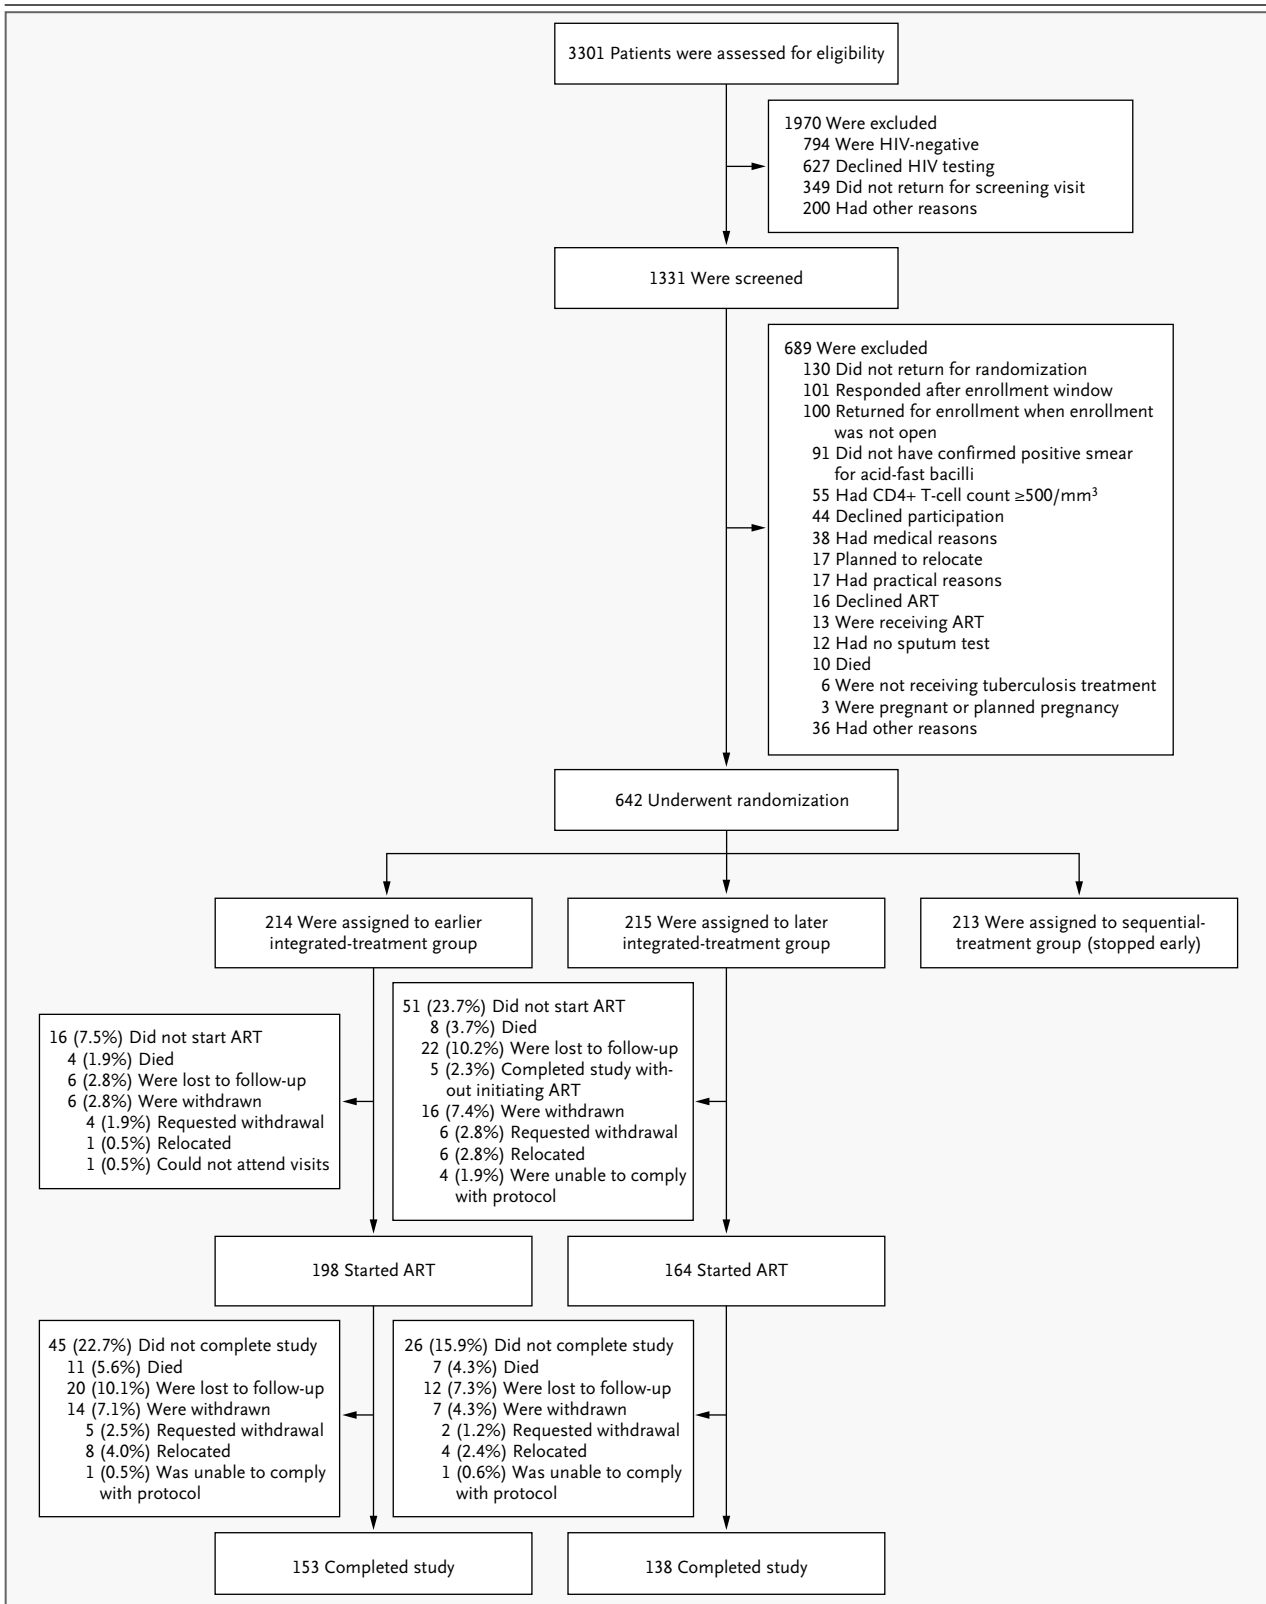 3301 Patients were assessed for eligibility
1970 Were excluded
794 Were HIV-negative
627 Declined HIV testing
349 Did not return for screening visit
200 Had other reasons
1331 Were screened
689 Were excluded
130 Did not return for randomization
101 Responded after enrollment window
100 Returned for enrollment when enrollment
was not open
91 Did not have confirmed positive smear
for acid-fast bacilli
55 Had CD4+ T-cell count ≥500/mm³
44 Declined participation
38 Had medical reasons
17 Planned to relocate
17 Had practical reasons
16 Declined ART
13 Were receiving ART
12 Had no sputum test
10 Died
6 Were not receiving tuberculosis treatment
3 Were pregnant or planned pregnancy
36 Had other reasons
642 Underwent randomization
214 Were assigned to earlier
integrated-treatment group
215 Were assigned to later
integrated-treatment group
213 Were assigned to sequential-
treatment group (stopped early)
16 (7.5%) Did not start ART
4 (1.9%) Died
6 (2.8%) Were lost to follow-up
6 (2.8%) Were withdrawn
4 (1.9%) Requested withdrawal
1 (0.5%) Relocated
1 (0.5%) Could not attend visits
51 (23.7%) Did not start ART
8 (3.7%) Died
22 (10.2%) Were lost to follow-up
5 (2.3%) Completed study with-
out initiating ART
16 (7.4%) Were withdrawn
6 (2.8%) Requested withdrawal
6 (2.8%) Relocated
4 (1.9%) Were unable to comply
with protocol
198 Started ART
164 Started ART
45 (22.7%) Did not complete study
11 (5.6%) Died
20 (10.1%) Were lost to follow-up
14 (7.1%) Were withdrawn
5 (2.5%) Requested withdrawal
8 (4.0%) Relocated
1 (0.5%) Was unable to comply
with protocol
26 (15.9%) Did not complete study
7 (4.3%) Died
12 (7.3%) Were lost to follow-up
7 (4.3%) Were withdrawn
2 (1.2%) Requested withdrawal
4 (2.4%) Relocated
1 (0.6%) Was unable to comply
with protocol
153 Completed study
138 Completed study